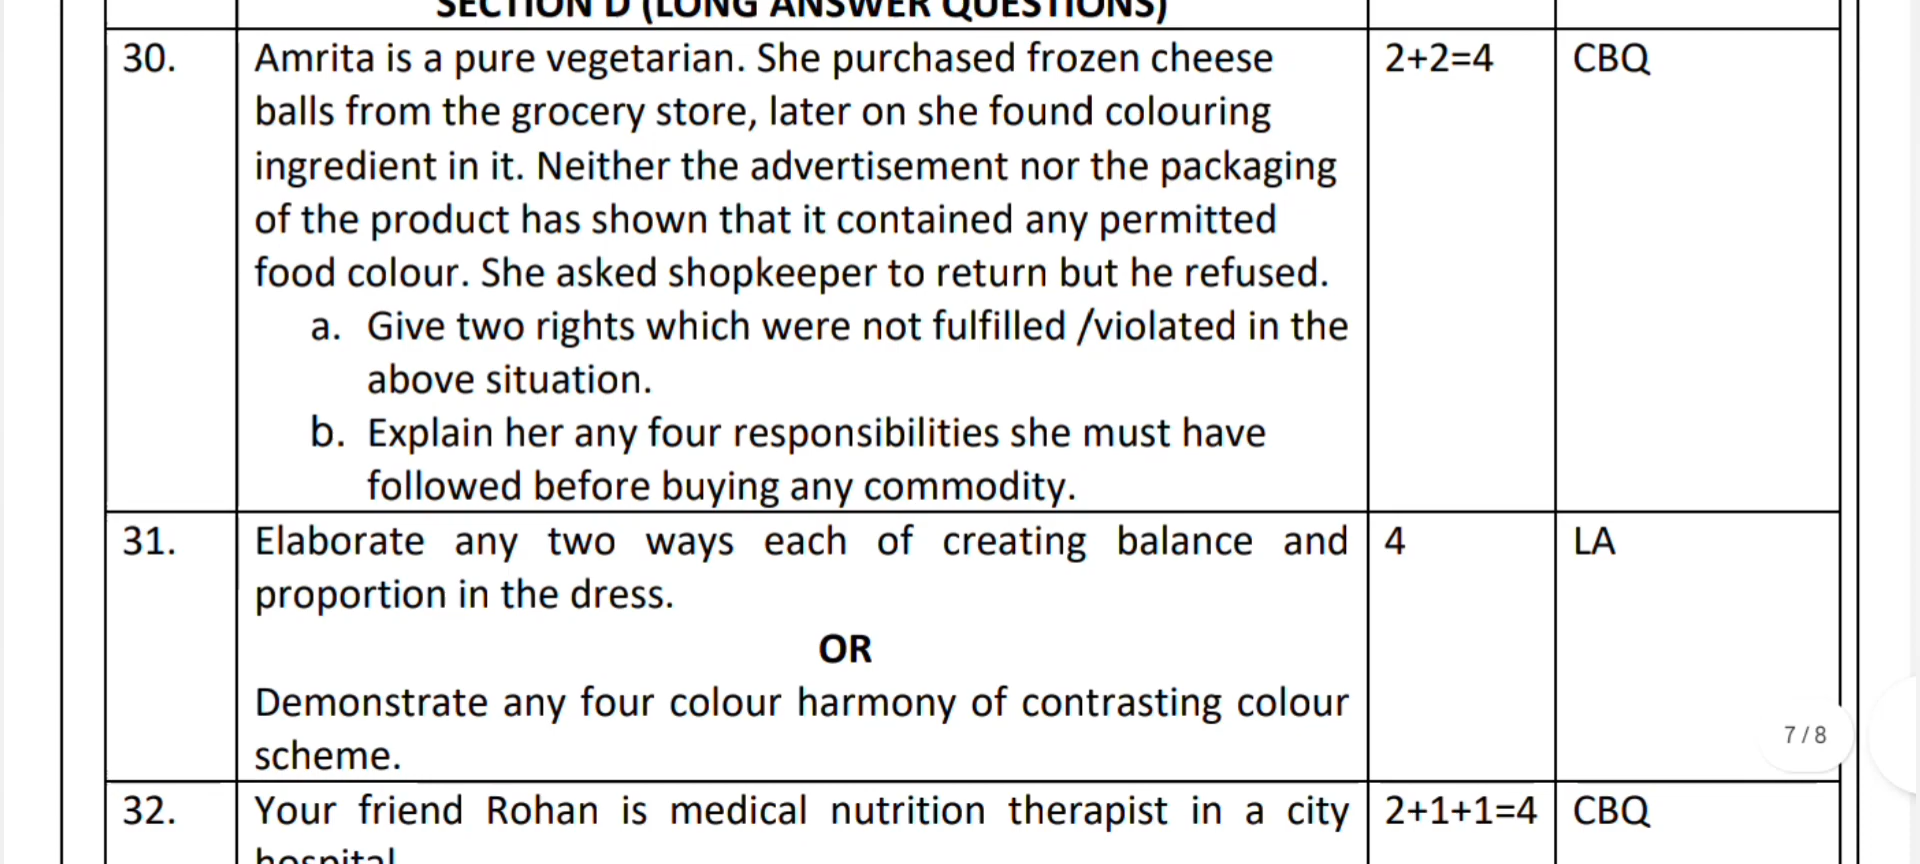 SECTION D (LONG ANSWER QUESTIONS)
30. Amrita is a pure vegetarian. She purchased frozen cheese 2+2=4 CBQ
balls from the grocery store, later on she found colouring
ingredient in it. Neither the advertisement nor the packaging
of the product has shown that it contained any permitted
food colour. She asked shopkeeper to return but he refused.
a. Give two rights which were not fulfilled /violated in the
above situation.
b. Explain her any four responsibilities she must have
followed before buying any commodity.
31. Elaborate any two ways each of creating balance and 4 LA
proportion in the dress.
OR
Demonstrate any four colour harmony of contrasting colour
scheme.
7/8
32. Your friend Rohan is medical nutrition therapist in a city 2+1+1=4 CBQ
hospital